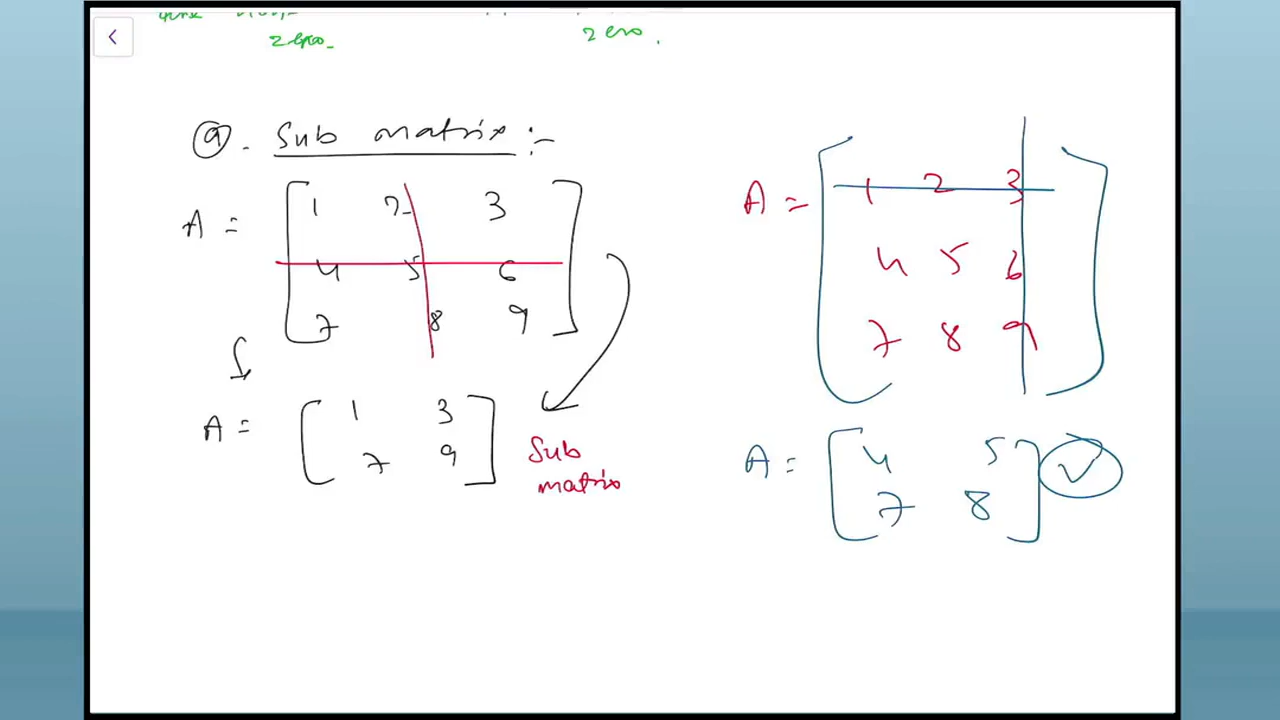 zero.
zero.
9. Sub matrix :-
A = [ 1 2 3
4 5 6
7 8 9 ]
A = [ 1 3
7 9 ]
Sub
matrix
A = [ 1 2 3
4 5 6
7 8 9 ]
A = [ 4 5
7 8 ] ✓